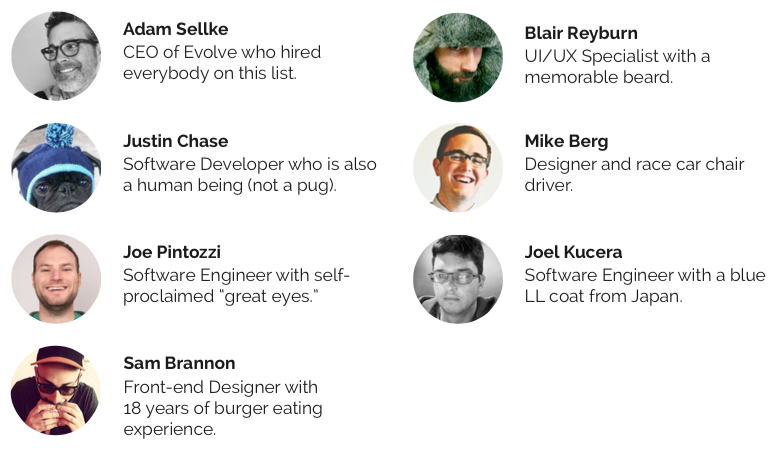 Adam Sellke
CEO of Evolve who hired
everybody on this list.
Blair Reyburn
UI/UX Specialist with a
memorable beard.
Justin Chase
Software Developer who is also
a human being (not a pug).
Mike Berg
Designer and race car chair
driver.
Joe Pintozzi
Software Engineer with self-
proclaimed “great eyes.”
Joel Kucera
Software Engineer with a blue
LL coat from Japan.
Sam Brannon
Front-end Designer with
18 years of burger eating
experience.